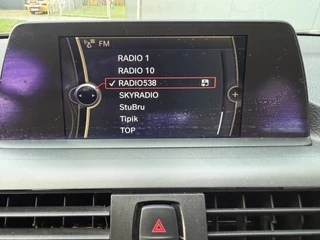 FM
RADIO 1
RADIO 10
RADIO538
SKYRADIO
StuBru
Tipik
TOP